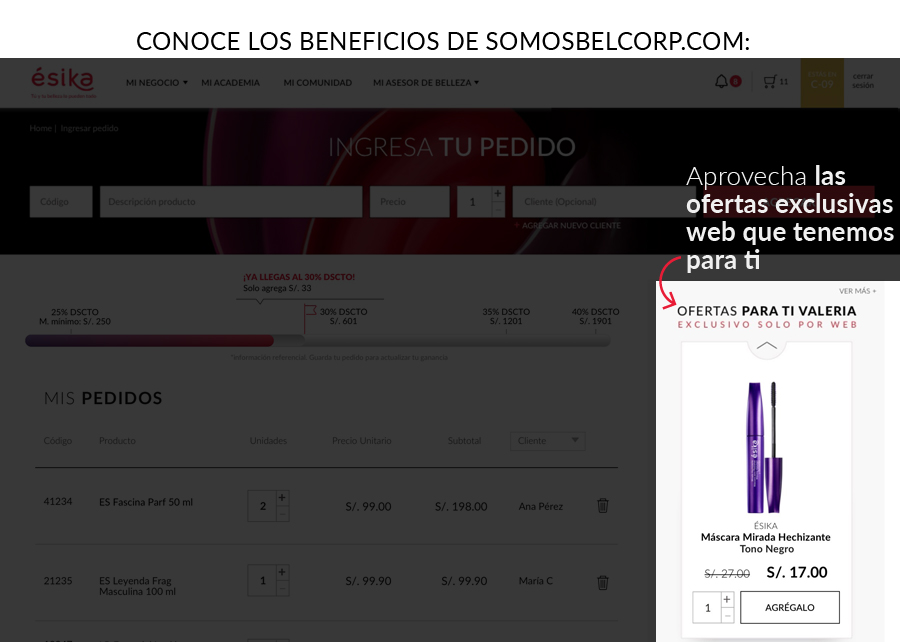 CONOCE LOS BENEFICIOS DE SOMOSBELCORP.COM:
ésika
MI NEGOCIO
MI ACADEMIA
MI COMUNIDAD
MI ASESOR DE BELLEZA
0
11
C-09
cerrar sesión
Home | Ingresar pedido
INGRESA TU PEDIDO
Código
Descripción producto
Precio
1
+
-
Cliente (Opcional)
+ AGREGAR NUEVO CLIENTE
Aprovecha las
ofertas exclusivas
web que tenemos
para ti
¡YA LLEGAS AL 30% DSCTO!
Solo agrega S/. 33
25% DSCTO
M. mínimo: S/. 250
30% DSCTO
S/. 601
35% DSCTO
S/. 1201
40% DSCTO
S/. 1901
*Información referencial. Guarda tu pedido para actualizar tu ganancia
MIS PEDIDOS
Código
Producto
Unidades
Precio Unitario
Subtotal
Cliente
41234
ES Fascina Parf 50 ml
2
+
-
S/. 99.00
S/. 198.00
Ana Pérez
21235
ES Leyenda Frag
Masculina 100 ml
1
+
-
S/. 99.90
S/. 99.90
María C
VER MÁS +
OFERTAS PARA TI VALERIA
EXCLUSIVO SOLO POR WEB
ésika
ÉSIKA
Máscara Mirada Hechizante
Tono Negro
S/. 27.00
S/. 17.00
1
+
-
AGRÉGALO